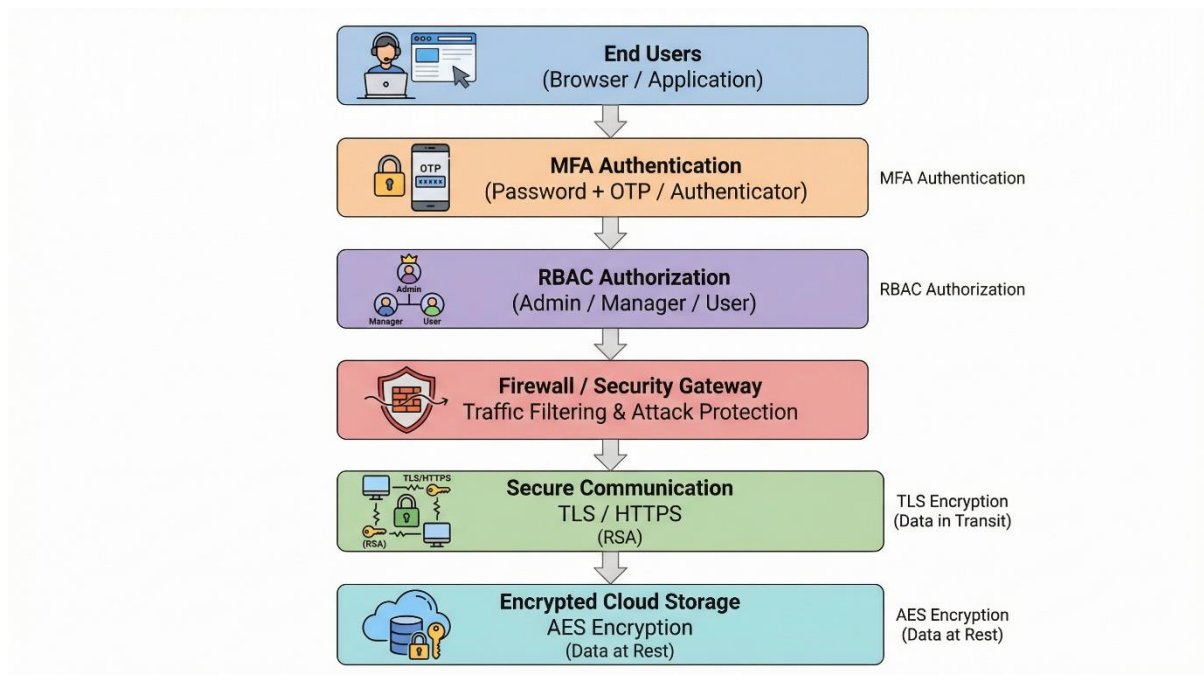 End Users
(Browser / Application)
OTP
*****
MFA Authentication
(Password + OTP / Authenticator)
MFA Authentication
Admin
Manager
User
RBAC Authorization
(Admin / Manager / User)
RBAC Authorization
Firewall / Security Gateway
Traffic Filtering & Attack Protection
TLS/HTTPS
(RSA)
Secure Communication
TLS / HTTPS
(RSA)
TLS Encryption
(Data in Transit)
Encrypted Cloud Storage
AES Encryption
(Data at Rest)
AES Encryption
(Data at Rest)